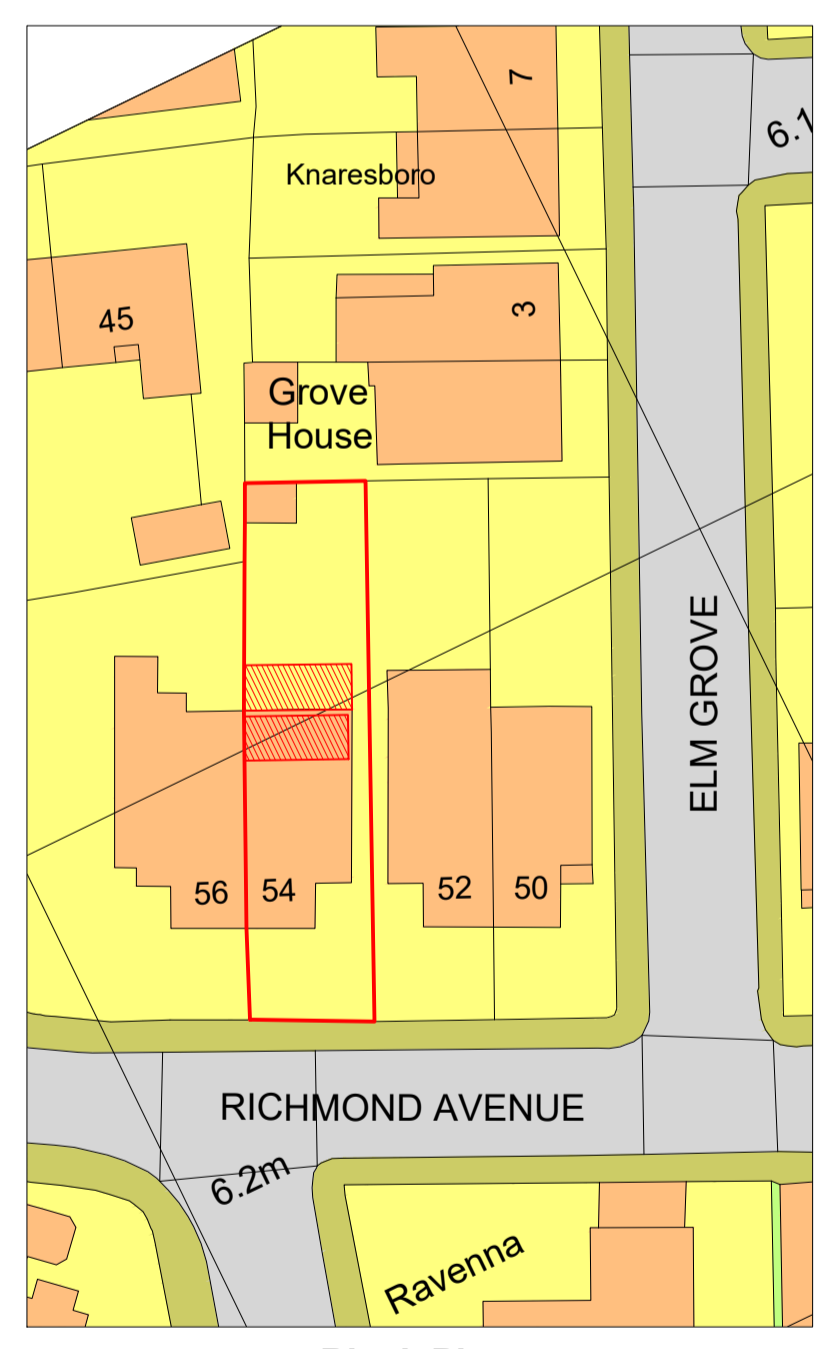 7
6.1
Knaresboro
45
3
Grove
House
ELM GROVE
56
54
52
50
RICHMOND AVENUE
6.2m
Ravenna